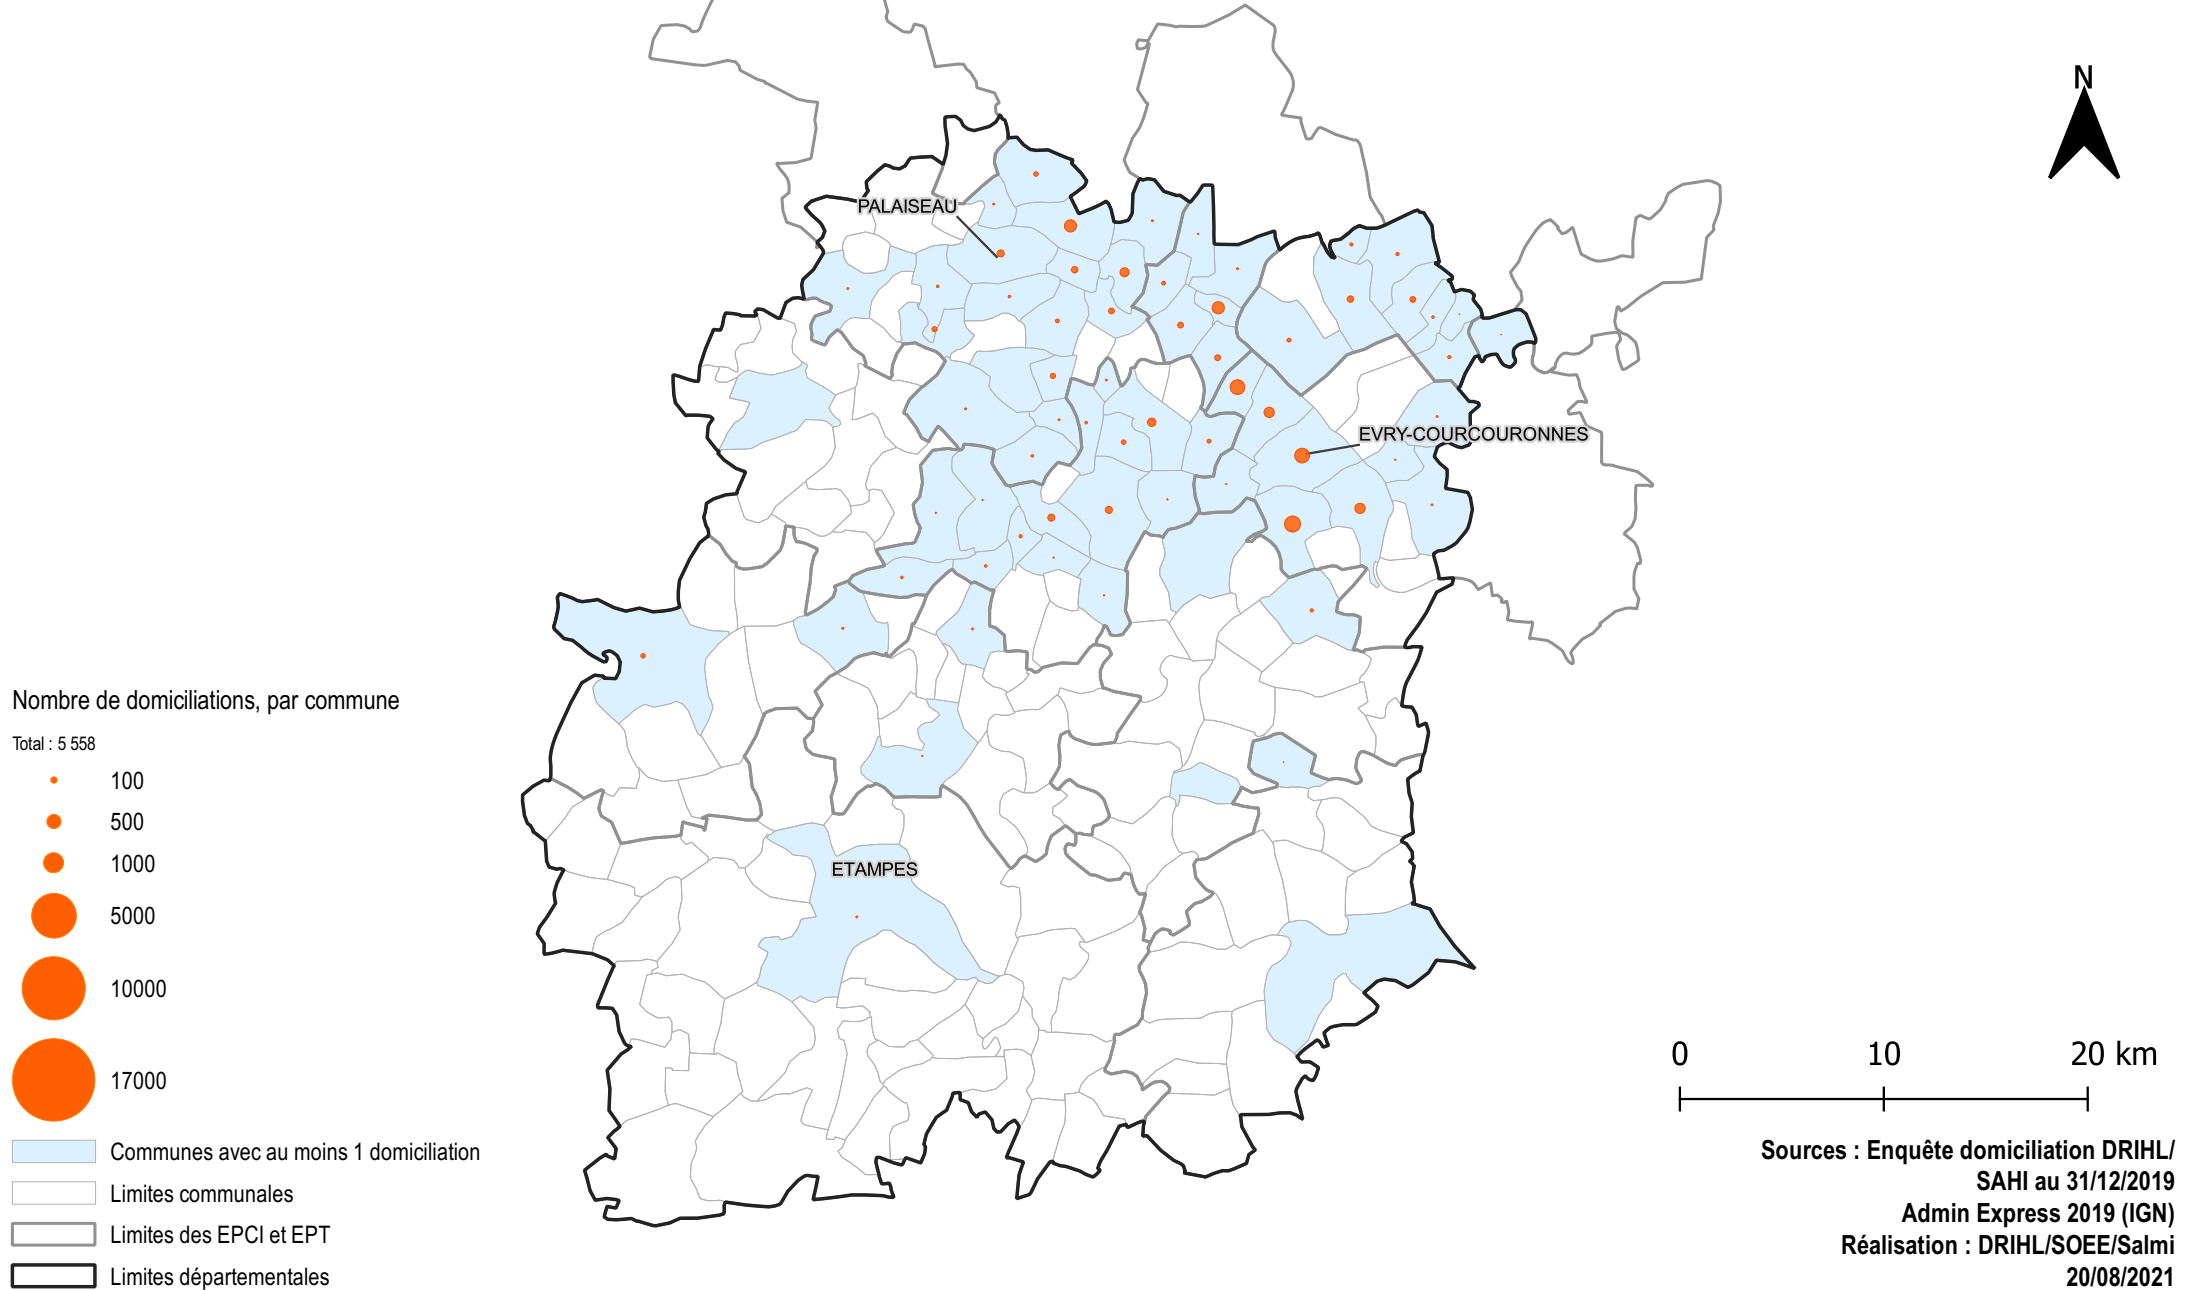 N
PALAISEAU
EVRY-COURCOURONNES
ETAMPES
Nombre de domiciliations, par commune
Total : 5 558
100
500
1000
5000
10000
17000
Communes avec au moins 1 domiciliation
Limites communales
Limites des EPCI et EPT
Limites départementales
0 10 20 km
Sources : Enquête domiciliation DRIHL/
SAHI au 31/12/2019
Admin Express 2019 (IGN)
Réalisation : DRIHL/SOEE/Salmi
20/08/2021